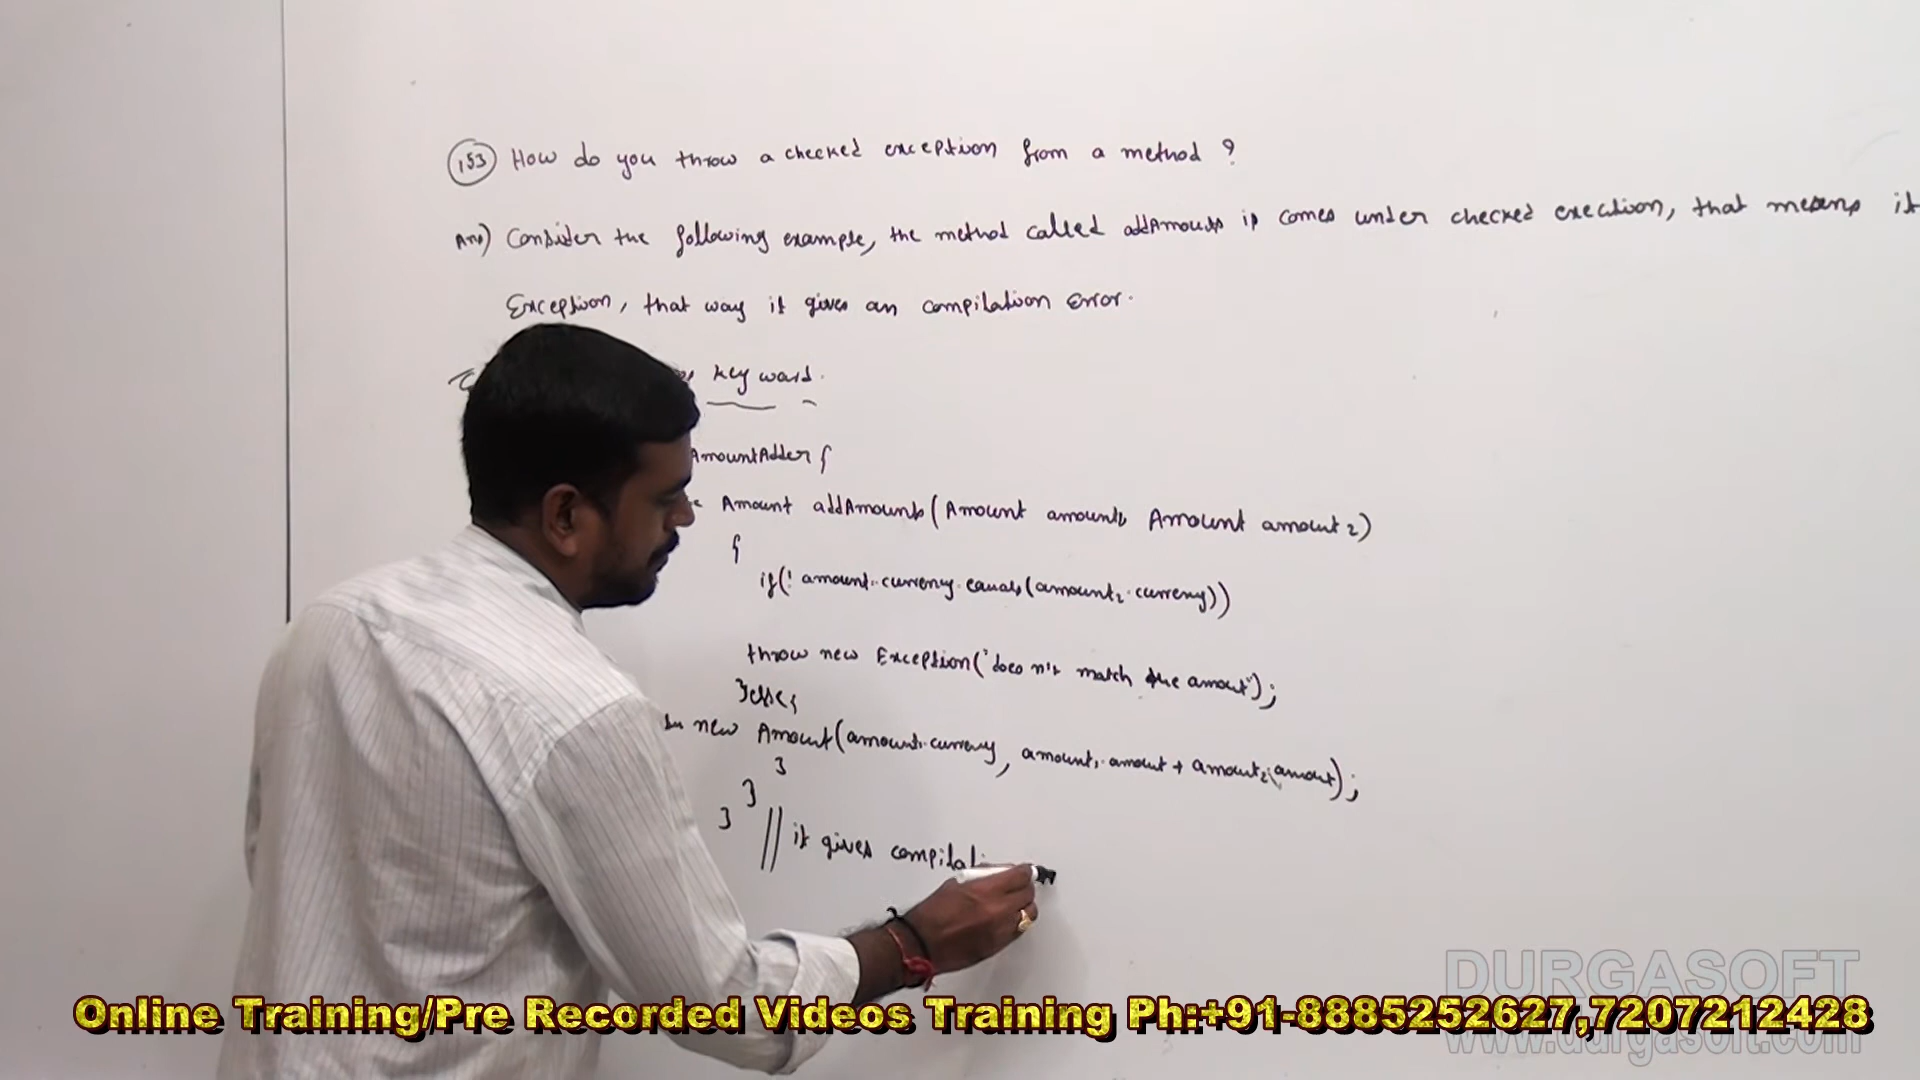 153 How do you throw a checked exception from a method ?
Ans) Consider the following example, the method called addAmounts is comes under checked execution, that means it
Exception, that way it gives an compilation Error.
key word.
AmountAdder {
Amount addAmounts(Amount amount1, Amount amount2)
{
if(! amount1.currency.equals(amount2.currency))
throw new Exception("does n't match the amount");
}else{
new Amount(amount1.currency, amount1.amount + amount2.amount);
}
}
}
// it gives compilati
DURGASOFT
Online Training/Pre Recorded Videos Training Ph:+91-8885252627,7207212428
www.durgasoft.com